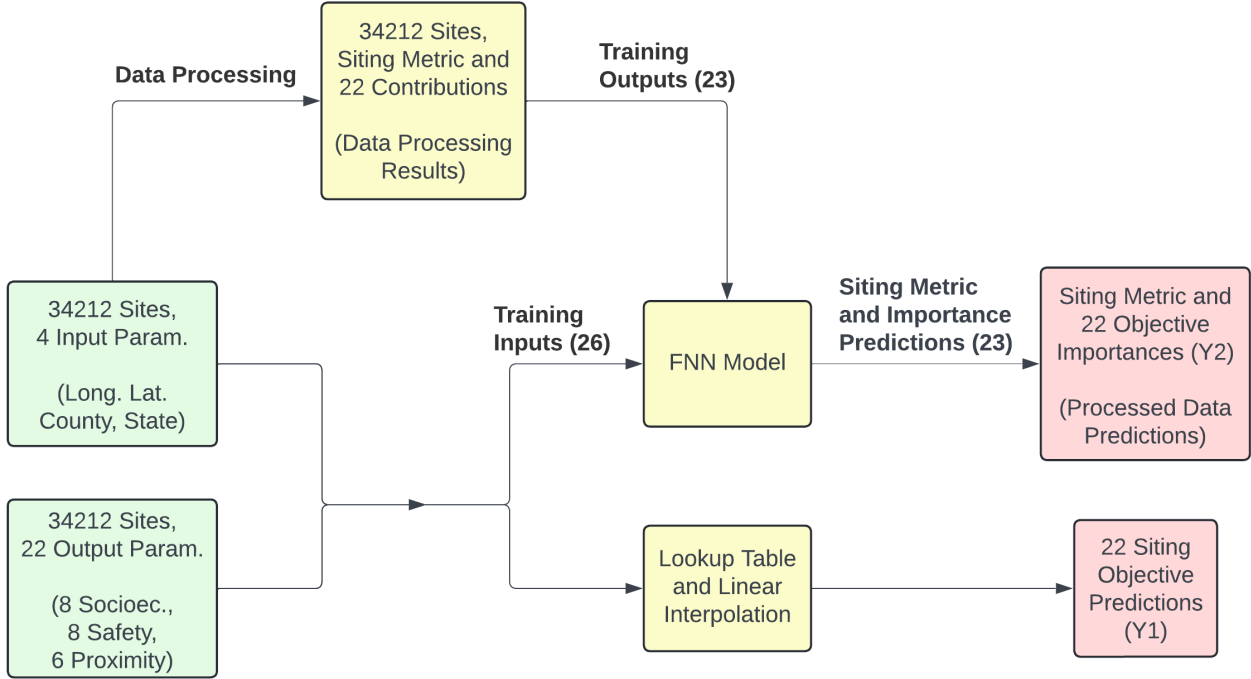 34212 Sites,
Siting Metric and
22 Contributions
(Data Processing
Results)
Data Processing
Training
Outputs (23)
34212 Sites,
4 Input Param.
(Long. Lat.
County, State)
Training
Inputs (26)
FNN Model
Siting Metric
and Importance
Predictions (23)
Siting Metric and
22 Objective
Importances (Y2)
(Processed Data
Predictions)
34212 Sites,
22 Output Param.
(8 Socioec.,
8 Safety,
6 Proximity)
Lookup Table
and Linear
Interpolation
22 Siting
Objective
Predictions
(Y1)